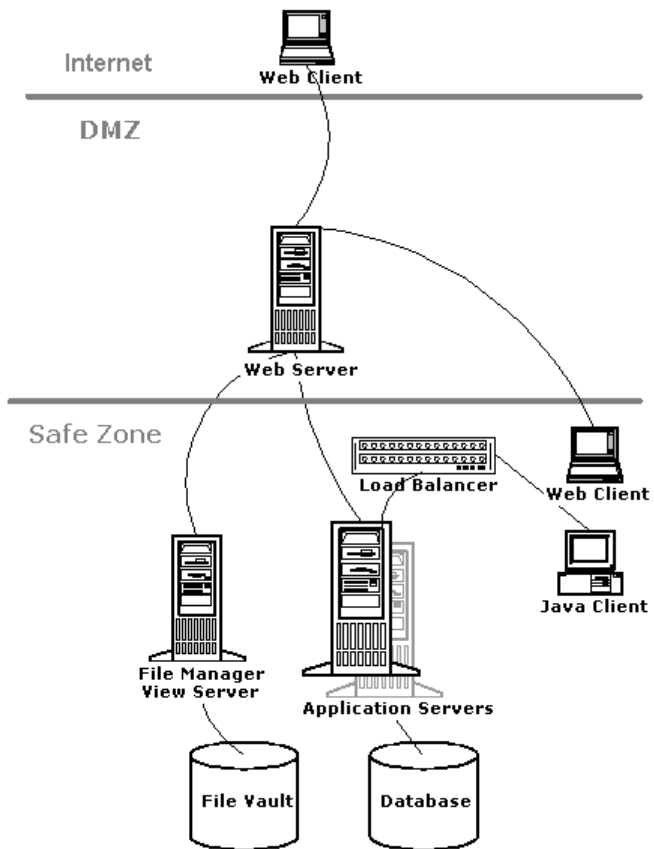 Internet
Web Client
DMZ
Web Server
Safe Zone
Load Balancer
Web Client
Java Client
File Manager
View Server
Application Servers
File Vault
Database